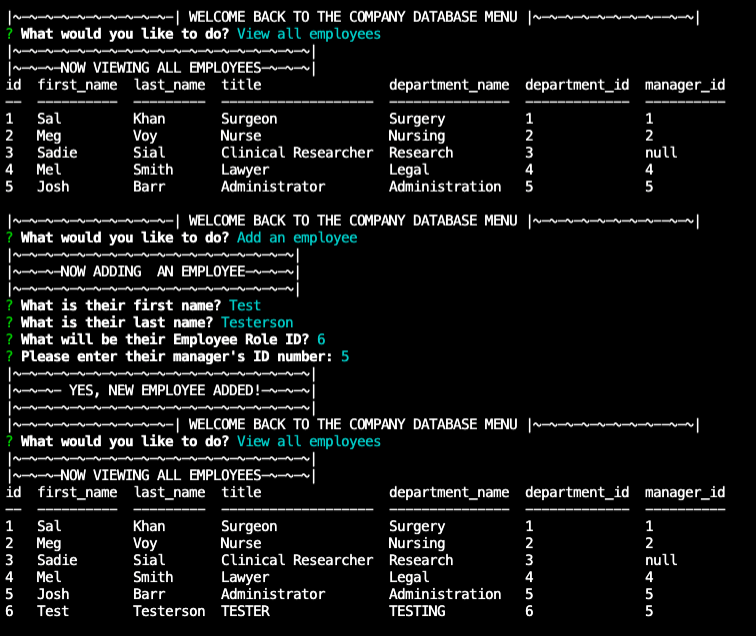 |~~~~~~~~~~~~~~~~~~~~| WELCOME BACK TO THE COMPANY DATABASE MENU |~~~~~~~~~~~~~~~~~~~~|
? What would you like to do? View all employees
|~~~~~~~~~~~~~~~~~~~~~~~~~~~~~~~~~~~~~|
|~~~~~~NOW VIEWING ALL EMPLOYEES~~~~~~|
id  first_name  last_name  title                department_name  department_id  manager_id
--  ----------  ---------  -------------------  ---------------  -------------  ----------
1   Sal         Khan       Surgeon              Surgery          1              1
2   Meg         Voy        Nurse                Nursing          2              2
3   Sadie       Sial       Clinical Researcher  Research         3              null
4   Mel         Smith      Lawyer               Legal            4              4
5   Josh        Barr       Administrator        Administration   5              5
|~~~~~~~~~~~~~~~~~~~~| WELCOME BACK TO THE COMPANY DATABASE MENU |~~~~~~~~~~~~~~~~~~~~|
? What would you like to do? Add an employee
|~~~~~~~~~~~~~~~~~~~~~~~~~~~~~~~~~~~|
|~~~~~~NOW ADDING  AN EMPLOYEE~~~~~~|
|~~~~~~~~~~~~~~~~~~~~~~~~~~~~~~~~~~~|
? What is their first name? Test
? What is their last name? Testerson
? What will be their Employee Role ID? 6
? Please enter their manager's ID number: 5
|~~~~~~~~~~~~~~~~~~~~~~~~~~~~~~~~~~~~~|
|~~~~~~ YES, NEW EMPLOYEE ADDED!~~~~~~|
|~~~~~~~~~~~~~~~~~~~~~~~~~~~~~~~~~~~~~|
|~~~~~~~~~~~~~~~~~~~~| WELCOME BACK TO THE COMPANY DATABASE MENU |~~~~~~~~~~~~~~~~~~~~|
? What would you like to do? View all employees
|~~~~~~~~~~~~~~~~~~~~~~~~~~~~~~~~~~~~~|
|~~~~~~NOW VIEWING ALL EMPLOYEES~~~~~~|
id  first_name  last_name  title                department_name  department_id  manager_id
--  ----------  ---------  -------------------  ---------------  -------------  ----------
1   Sal         Khan       Surgeon              Surgery          1              1
2   Meg         Voy        Nurse                Nursing          2              2
3   Sadie       Sial       Clinical Researcher  Research         3              null
4   Mel         Smith      Lawyer               Legal            4              4
5   Josh        Barr       Administrator        Administration   5              5
6   Test        Testerson  TESTER               TESTING          6              5